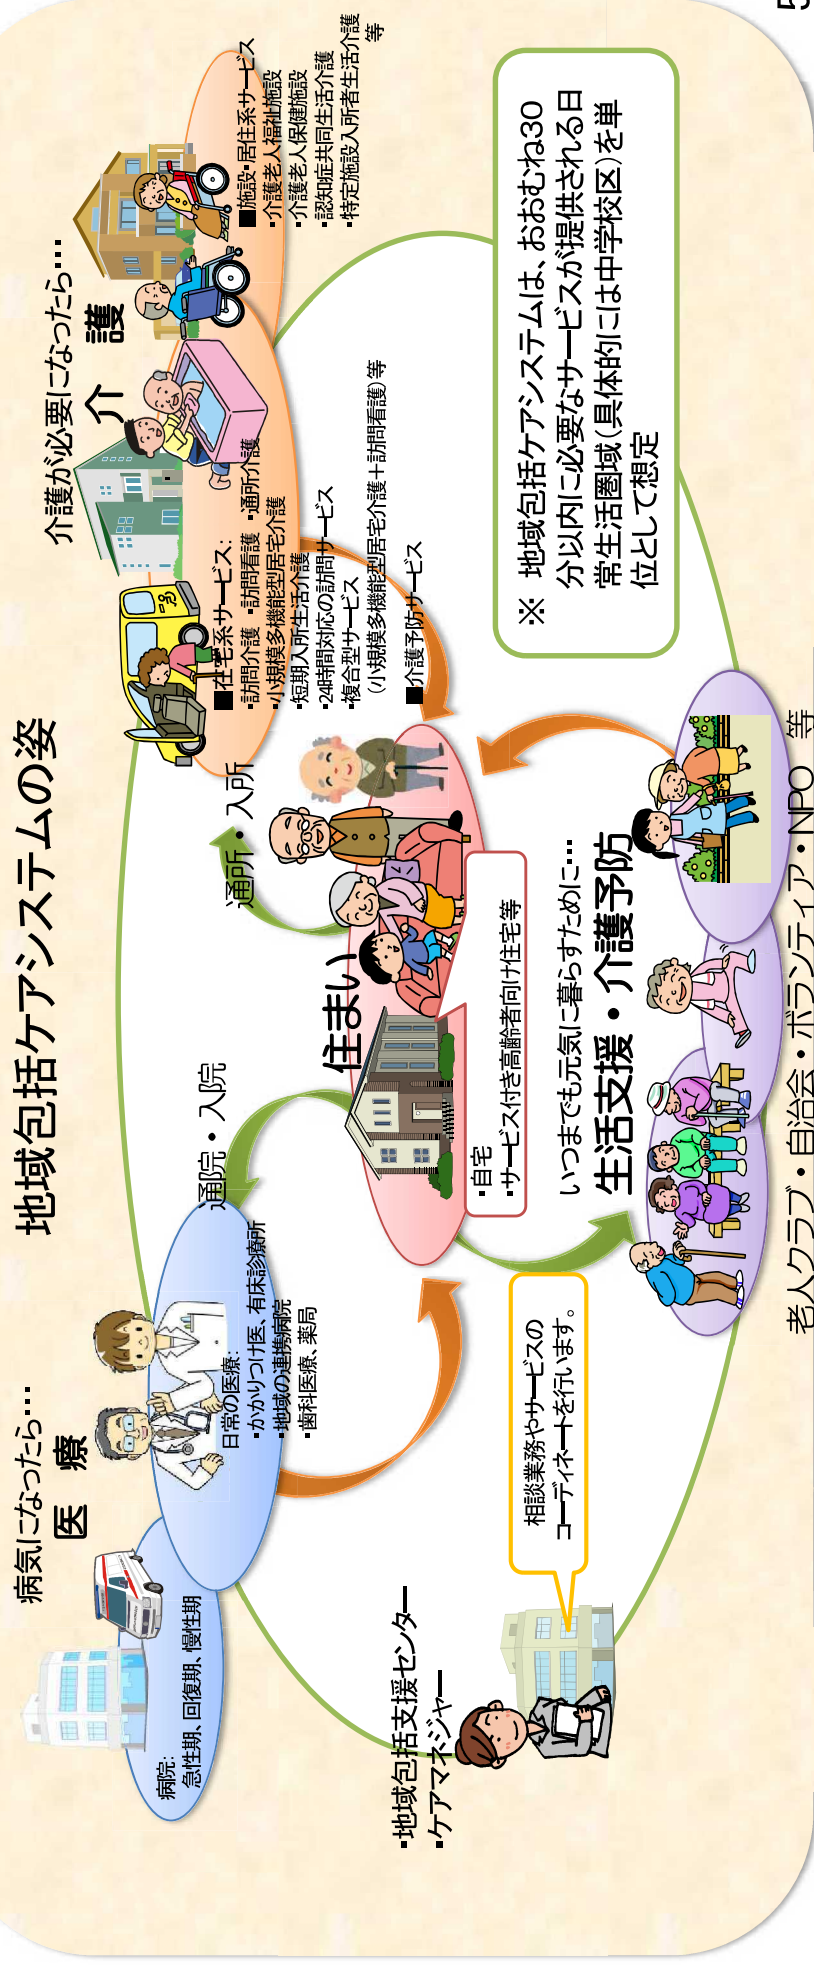 地域包括ケアシステムの姿
病気になったら…
医　療
病院:
急性期、回復期、慢性期
日常の医療:
・かかりつけ医、有床診療所
・地域の連携病院
・歯科医療、薬局
通院・入院
通所・入所
介護が必要になったら…
介　護
■在宅系サービス:
・訪問介護　・訪問看護　・通所介護
・小規模多機能型居宅介護
・短期入所生活介護
・24時間対応の訪問サービス
・複合型サービス
（小規模多機能型居宅介護＋訪問看護）等
■介護予防サービス
■施設・居住系サービス
・介護老人福祉施設
・介護老人保健施設
・認知症共同生活介護
・特定施設入所者生活介護
等
住まい
・自宅
・サービス付き高齢者向け住宅等
・地域包括支援センター
・ケアマネジャー
相談業務やサービスの
コーディネートを行います。
いつまでも元気に暮らすために…
生活支援・介護予防
老人クラブ・自治会・ボランティア・NPO　等
※　地域包括ケアシステムは、おおむね30
分以内に必要なサービスが提供される日
常生活圏域（具体的には中学校区）を単
位として想定
5